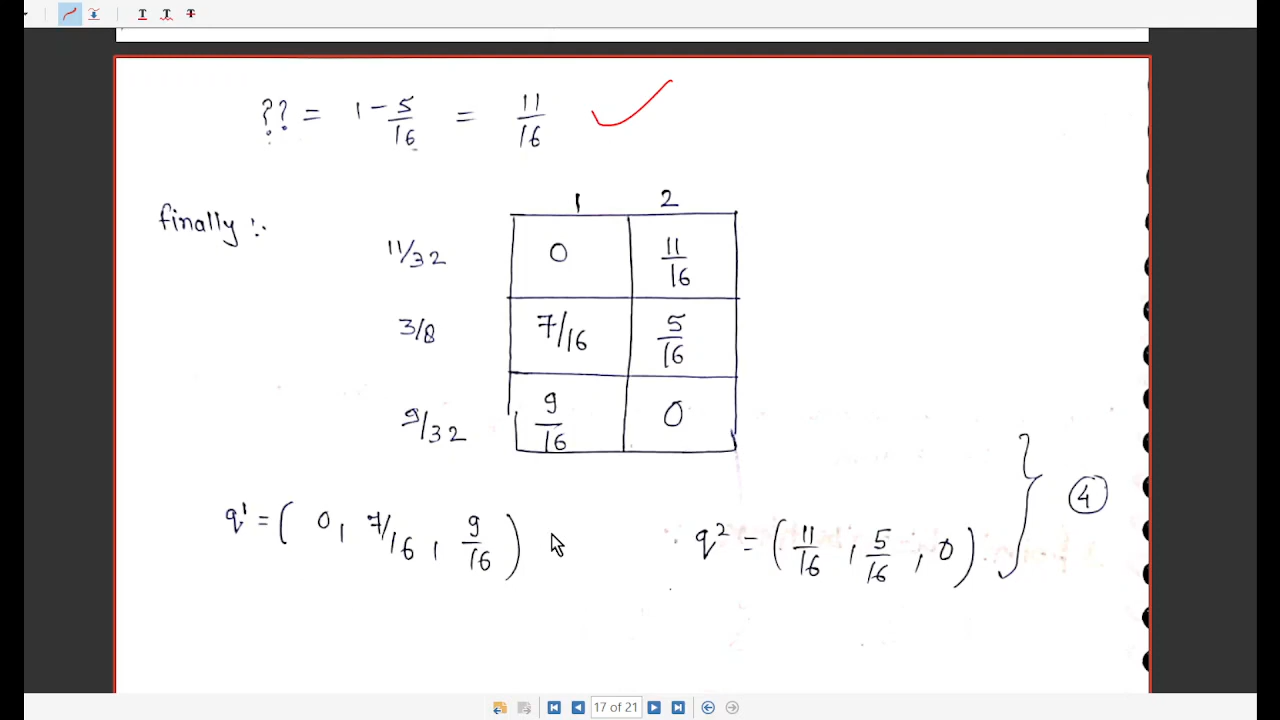 ?? = 1 - 5/16 = 11/16
finally :-
1 2
11/32 0 11/16
3/8 7/16 5/16
9/32 9/16 0
q¹ = ( 0, 7/16, 9/16 ) q² = ( 11/16, 5/16, 0 ) } ④
17 of 21